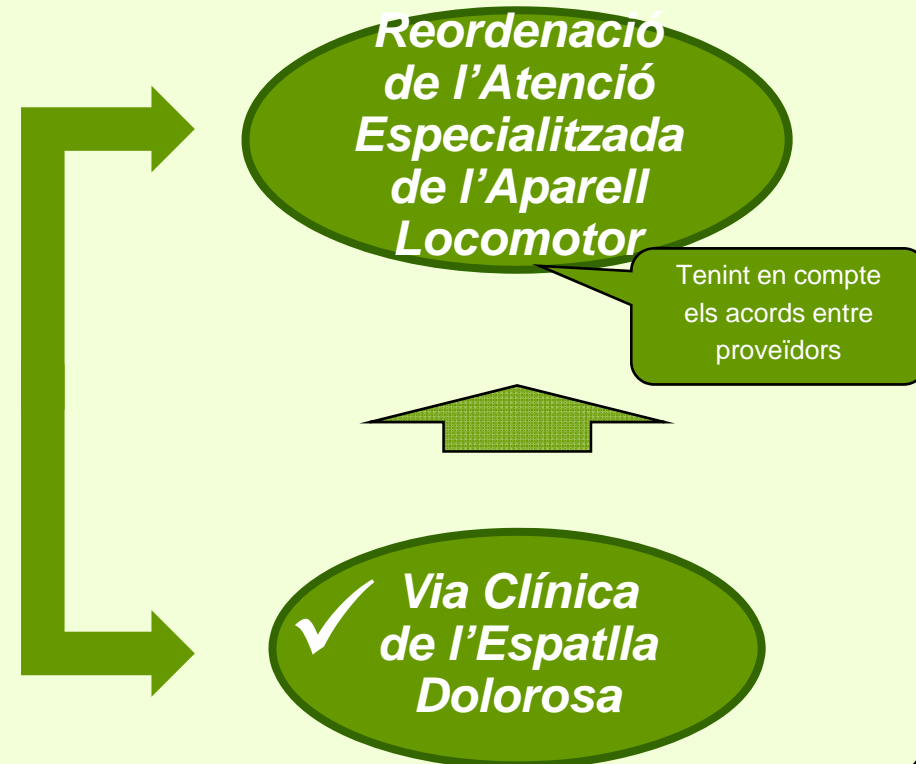 Reordenació
de l’Atenció
Especialitzada
de l’Aparell
Locomotor
Tenint en compte
els acords entre
proveïdors
Via Clínica
de l’Espatlla
Dolorosa